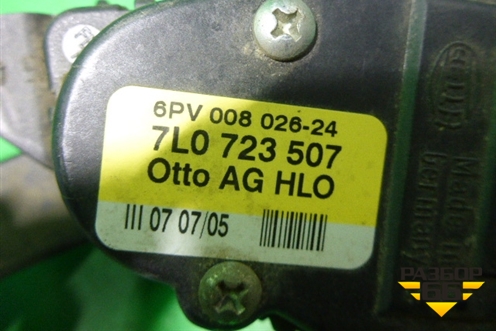 6PV 008 026-24
7L0 723 507
Otto AG HLO
III 07 07/05
Made in
Germany
РАЗБОР